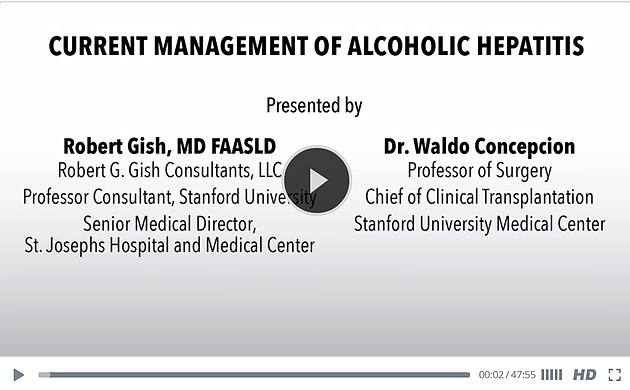 CURRENT MANAGEMENT OF ALCOHOLIC HEPATITIS
Presented by
Robert Gish, MD FAASLD
Robert G. Gish Consultants, LLC
Professor Consultant, Stanford University
Senior Medical Director,
St. Josephs Hospital and Medical Center
Dr. Waldo Concepcion
Professor of Surgery
Chief of Clinical Transplantation
Stanford University Medical Center
00:02 / 47:55 HD